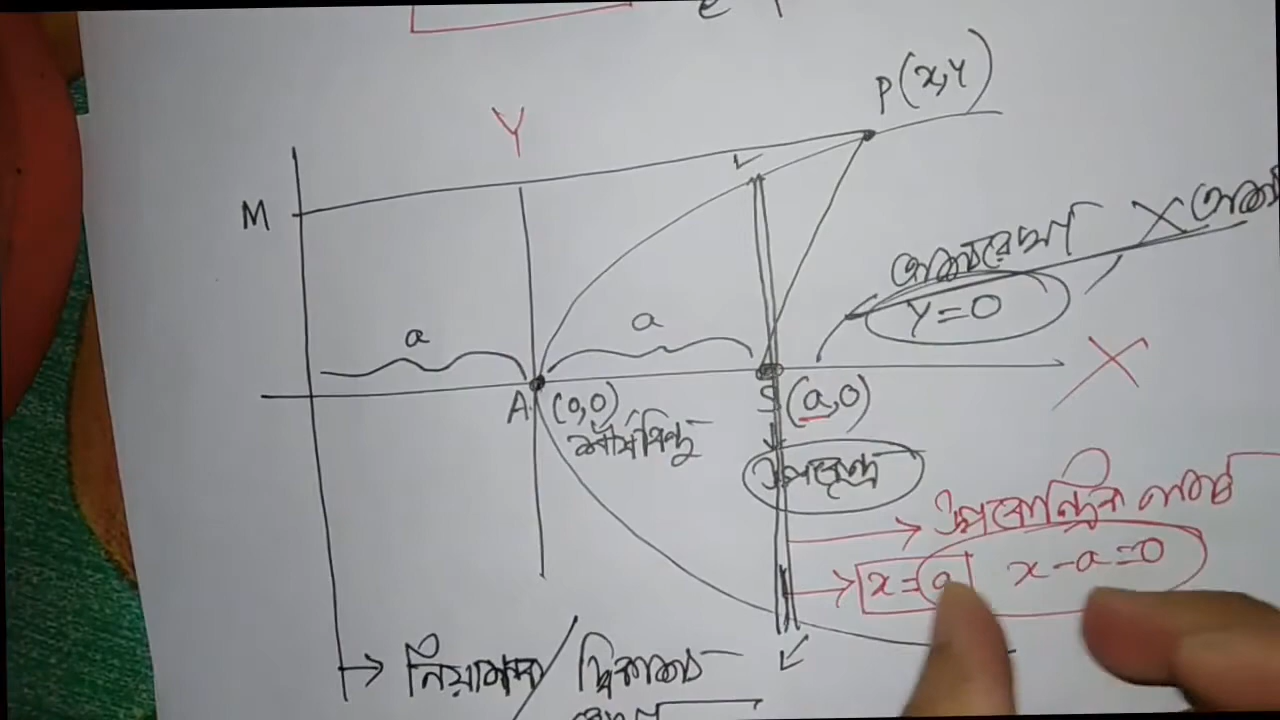 P(x,y)
Y
M
অক্ষরেখা X অক্ষ
Y=0
a
a
X
A (0,0)
S (a,0)
শীর্ষবিন্দু
উপকেন্দ্র
উপকেন্দ্রিক লম্ব
x=a x-a=0
নিয়ামক/ দ্বিকাক্ষ